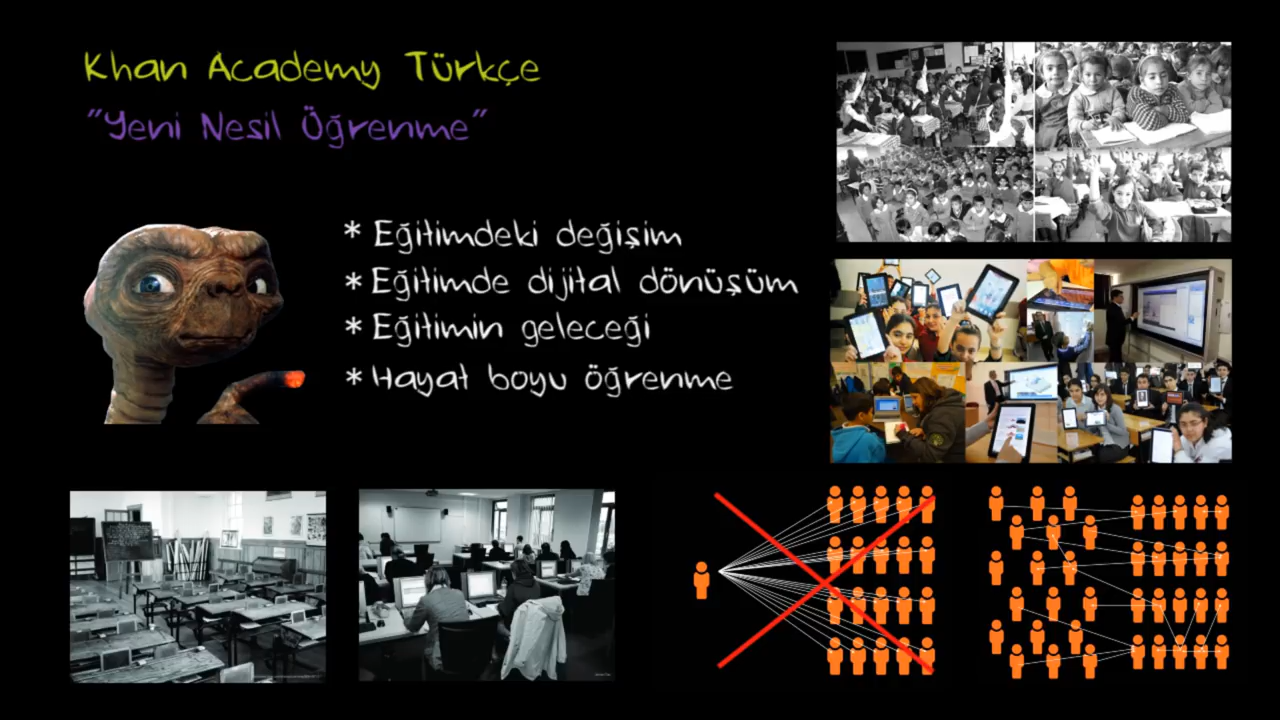 Khan Academy Türkçe
"Yeni Nesil Öğrenme"
* Eğitimdeki değişim
* Eğitimde dijital dönüşüm
* Eğitimin geleceği
* Hayat boyu öğrenme